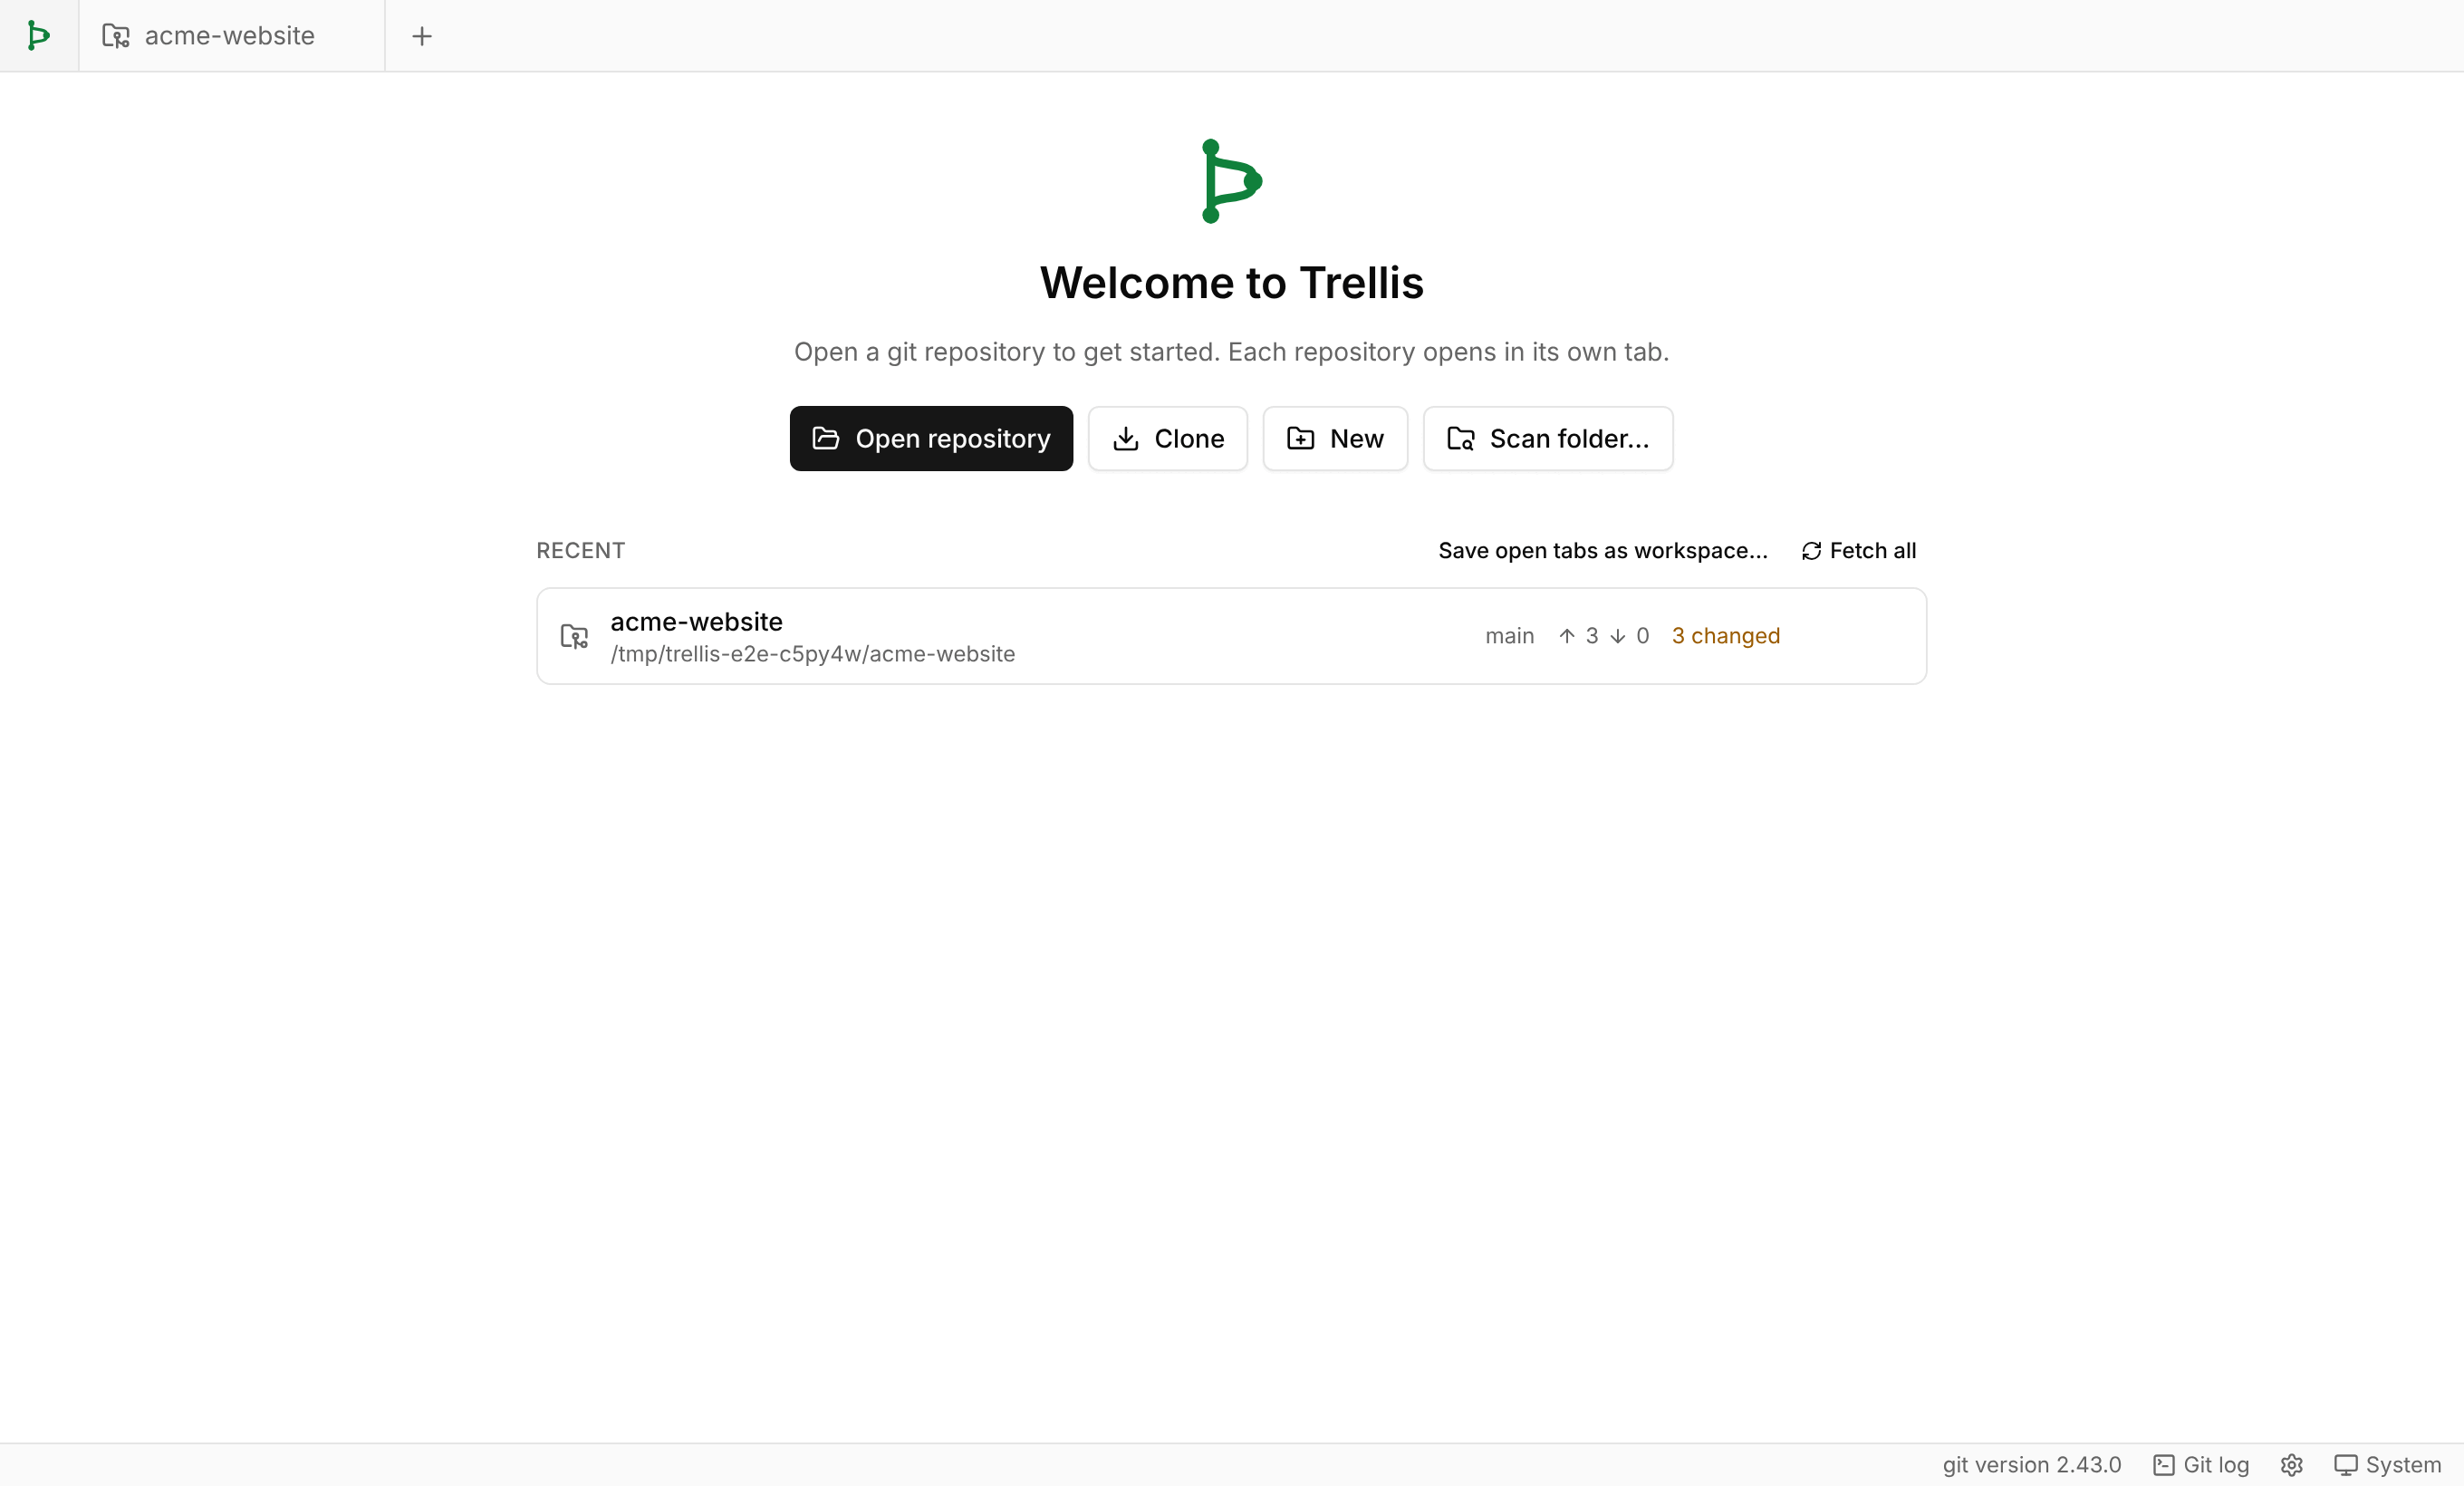 acme-website
Welcome to Trellis
Open a git repository to get started. Each repository opens in its own tab.
Open repository
Clone
New
Scan folder...
RECENT
Save open tabs as workspace...
Fetch all
acme-website
/tmp/trellis-e2e-c5py4w/acme-website
main ↑ 3 ↓ 0 3 changed
git version 2.43.0
Git log
System